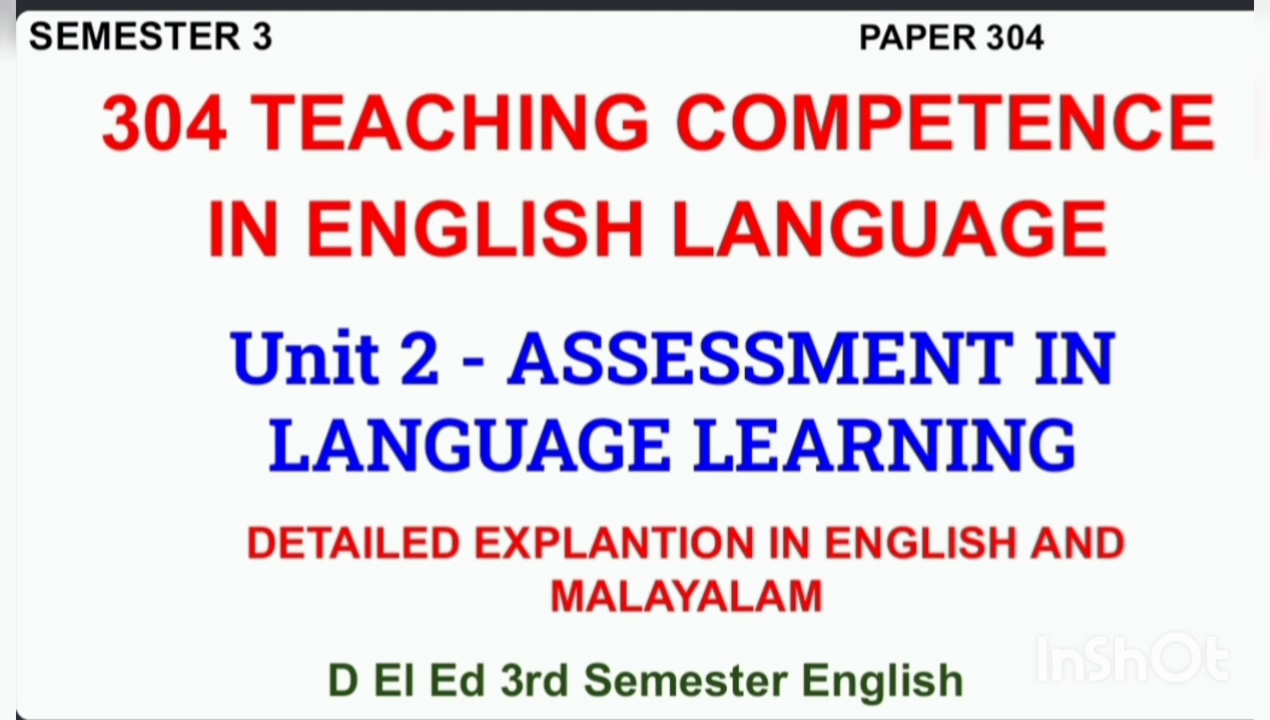 SEMESTER 3 PAPER 304
304 TEACHING COMPETENCE
IN ENGLISH LANGUAGE
Unit 2 - ASSESSMENT IN
LANGUAGE LEARNING
DETAILED EXPLANTION IN ENGLISH AND
MALAYALAM
D El Ed 3rd Semester English
InShOt